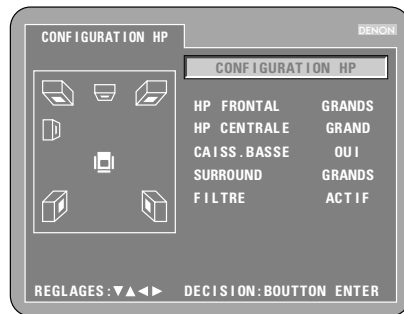 CONFIGURATION HP
DENON
CONFIGURATION HP
HP FRONTAL GRANDS
HP CENTRALE GRAND
CAISS.BASSE OUI
SURROUND GRANDS
FILTRE ACTIF
REGLAGES:▼▲◄► DECISION:BOUTTON ENTER